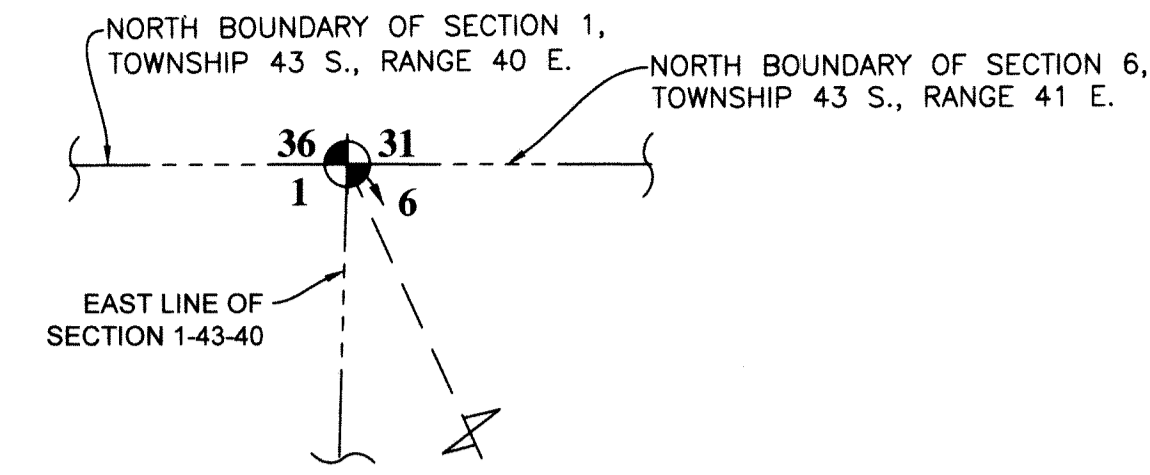 NORTH BOUNDARY OF SECTION 1,
TOWNSHIP 43 S., RANGE 40 E.
NORTH BOUNDARY OF SECTION 6,
TOWNSHIP 43 S., RANGE 41 E.
36 31
1 6
EAST LINE OF
SECTION 1-43-40